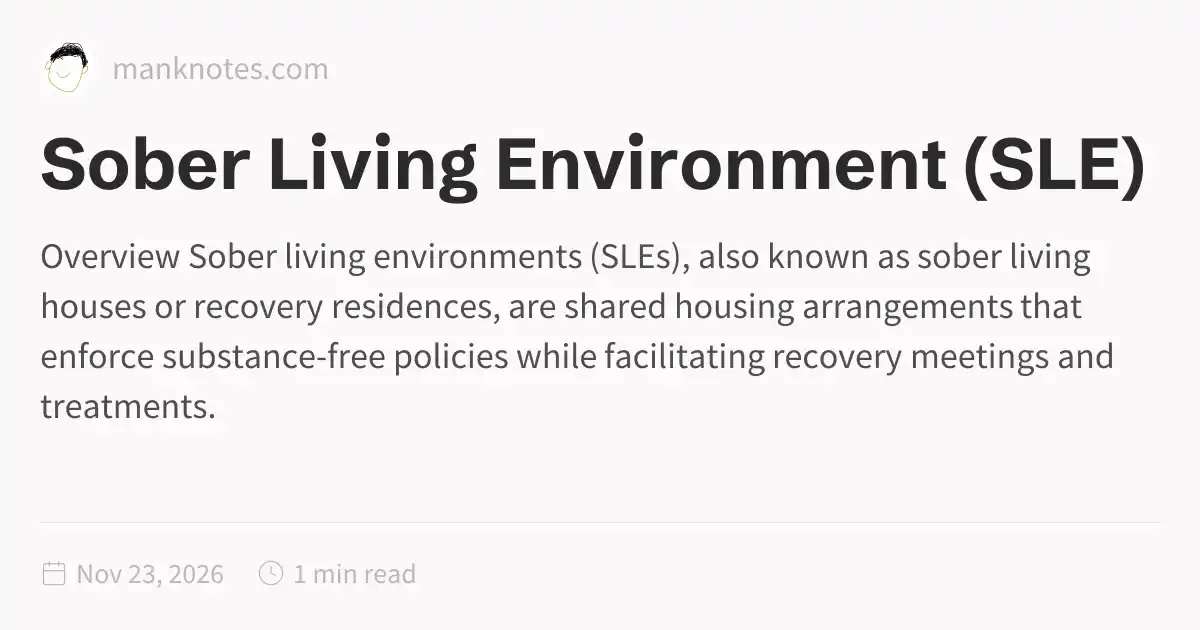 manknotes.com
Sober Living Environment (SLE)
Overview Sober living environments (SLEs), also known as sober living
houses or recovery residences, are shared housing arrangements that
enforce substance-free policies while facilitating recovery meetings and
treatments.
Nov 23, 2026 1 min read